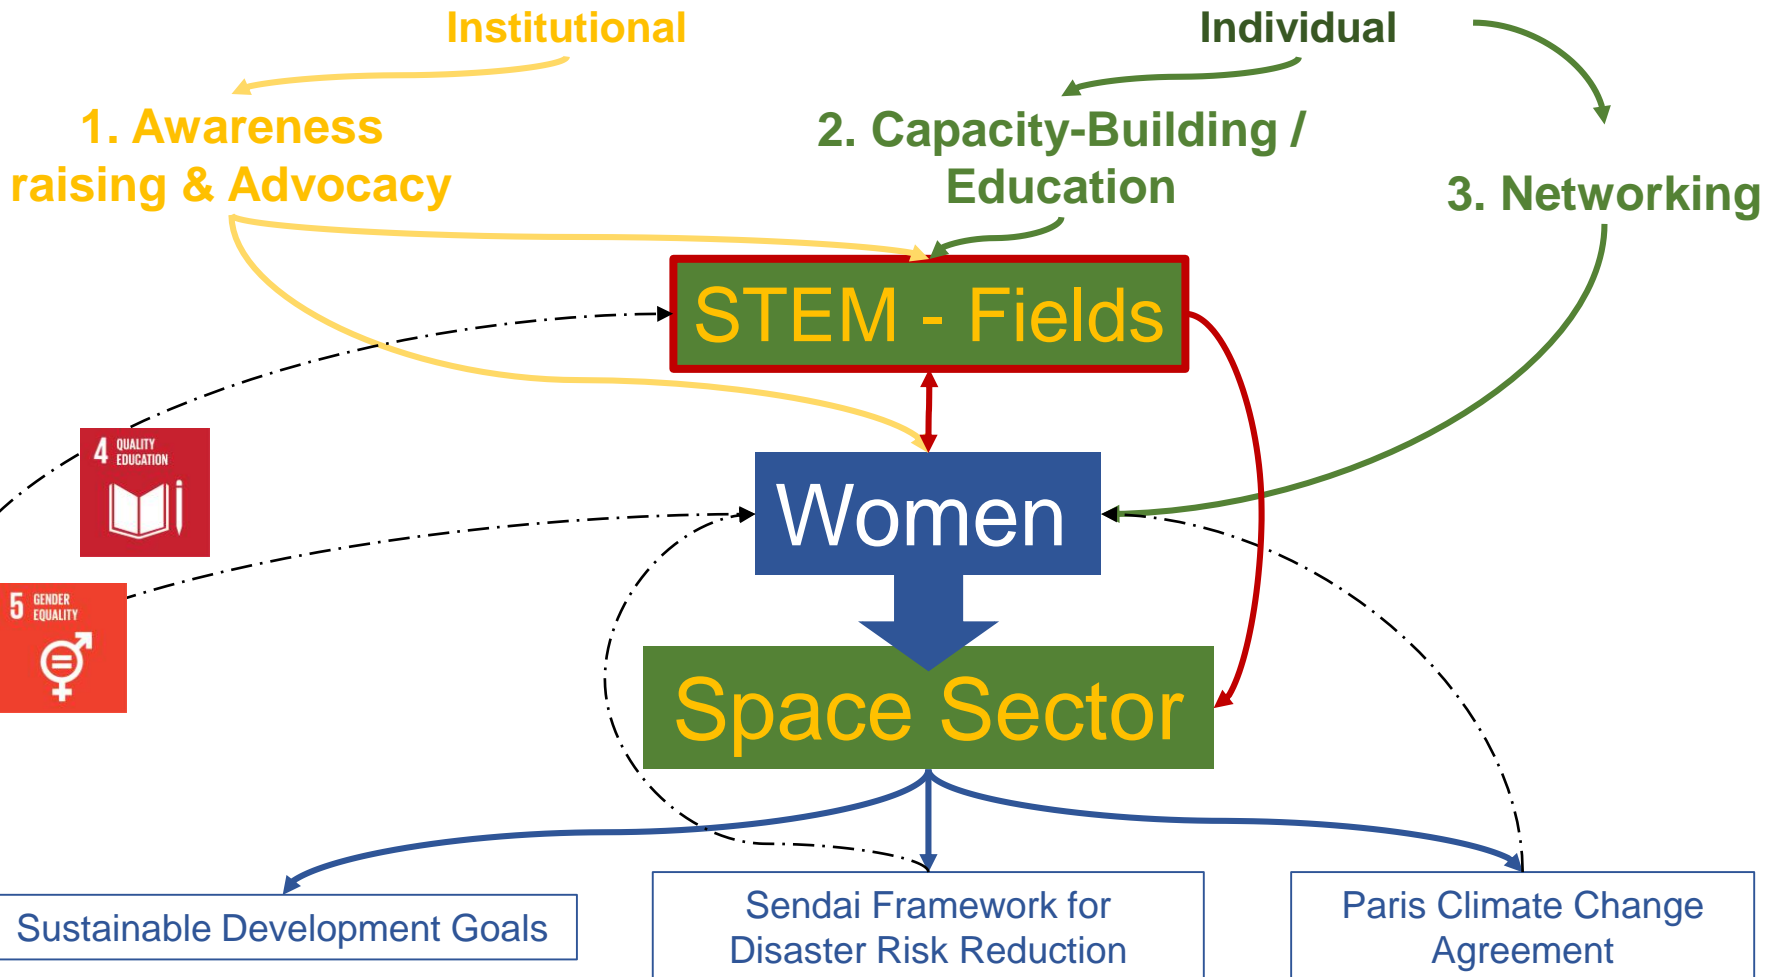 Institutional
Individual
1. Awareness
raising & Advocacy
2. Capacity-Building /
Education
3. Networking
STEM - Fields
4 QUALITY
EDUCATION
Women
5 GENDER
EQUALITY
Space Sector
Sustainable Development Goals
Sendai Framework for
Disaster Risk Reduction
Paris Climate Change
Agreement